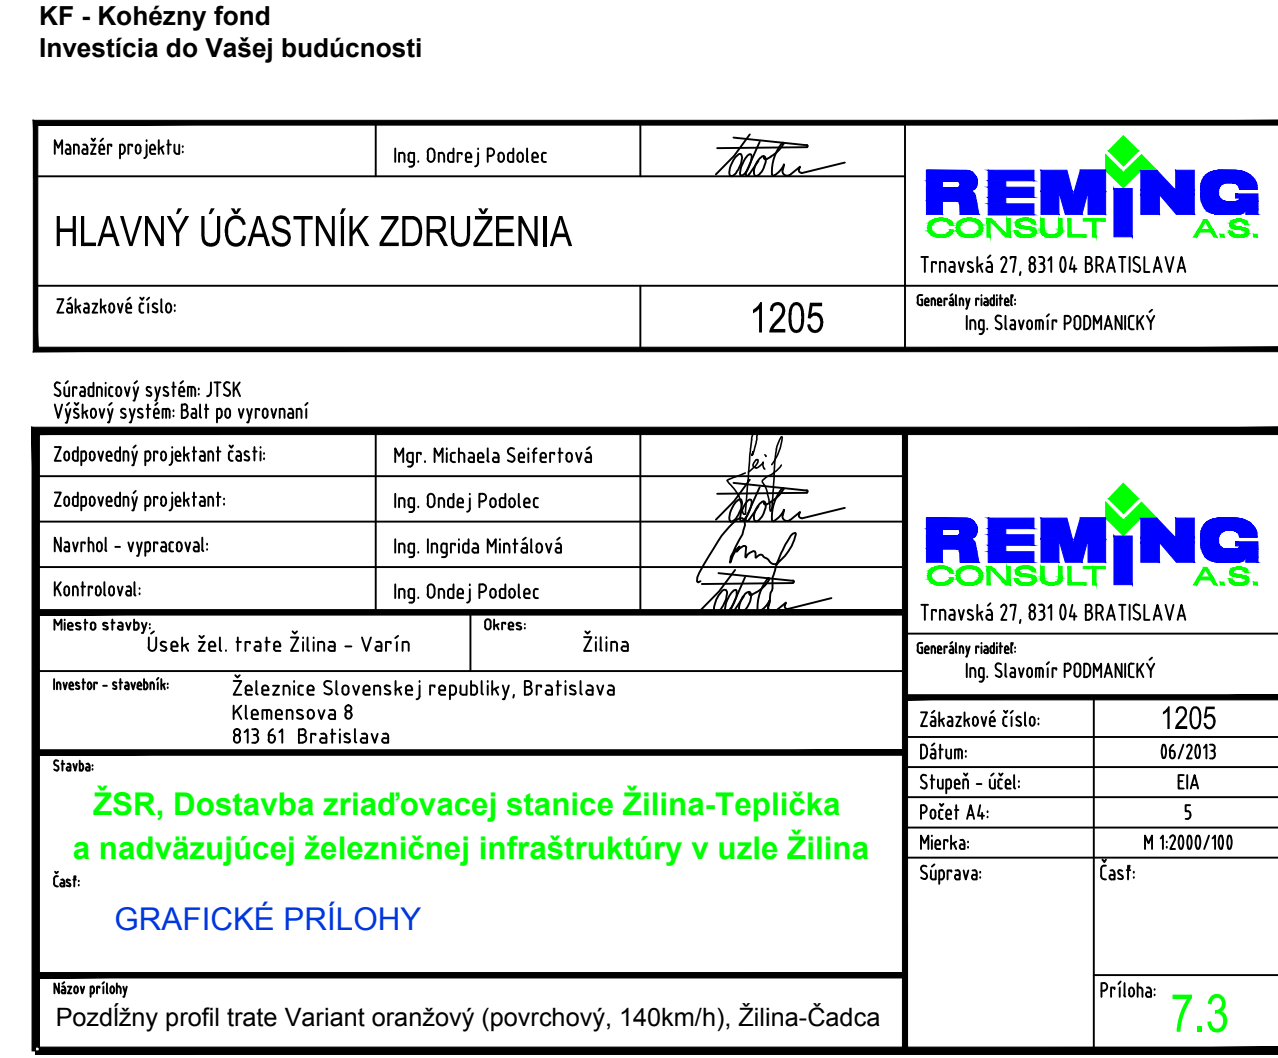 KF - Kohézny fond
Investícia do Vašej budúcnosti
Manažér projektu:
Ing. Ondrej Podolec
HLAVNÝ ÚČASTNÍK ZDRUŽENIA
REMING
CONSULT A.S.
Trnavská 27, 831 04 BRATISLAVA
Zákazkové číslo:
1205
Generálny riaditeľ:
Ing. Slavomír PODMANICKÝ
Súradnicový systém: JTSK
Výškový systém: Balt po vyrovnaní
Zodpovedný projektant časti:
Mgr. Michaela Seifertová
Zodpovedný projektant:
Ing. Ondej Podolec
Navrhol - vypracoval:
Ing. Ingrida Mintálová
Kontroloval:
Ing. Ondej Podolec
REMING
CONSULT A.S.
Trnavská 27, 831 04 BRATISLAVA
Generálny riaditeľ:
Ing. Slavomír PODMANICKÝ
Miesto stavby:
Úsek žel. trate Žilina - Varín
Okres:
Žilina
Investor - stavebník:
Železnice Slovenskej republiky, Bratislava
Klemensova 8
813 61 Bratislava
Zákazkové číslo:
1205
Dátum:
06/2013
Stupeň - účel:
EIA
Počet A4:
5
Mierka:
M 1:2000/100
Súprava:
Časť:
Stavba:
ŽSR, Dostavba zriaďovacej stanice Žilina-Teplička
a nadväzujúcej železničnej infraštruktúry v uzle Žilina
Časť:
GRAFICKÉ PRÍLOHY
Názov prílohy
Pozdĺžny profil trate Variant oranžový (povrchový, 140km/h), Žilina-Čadca
Príloha:
7.3